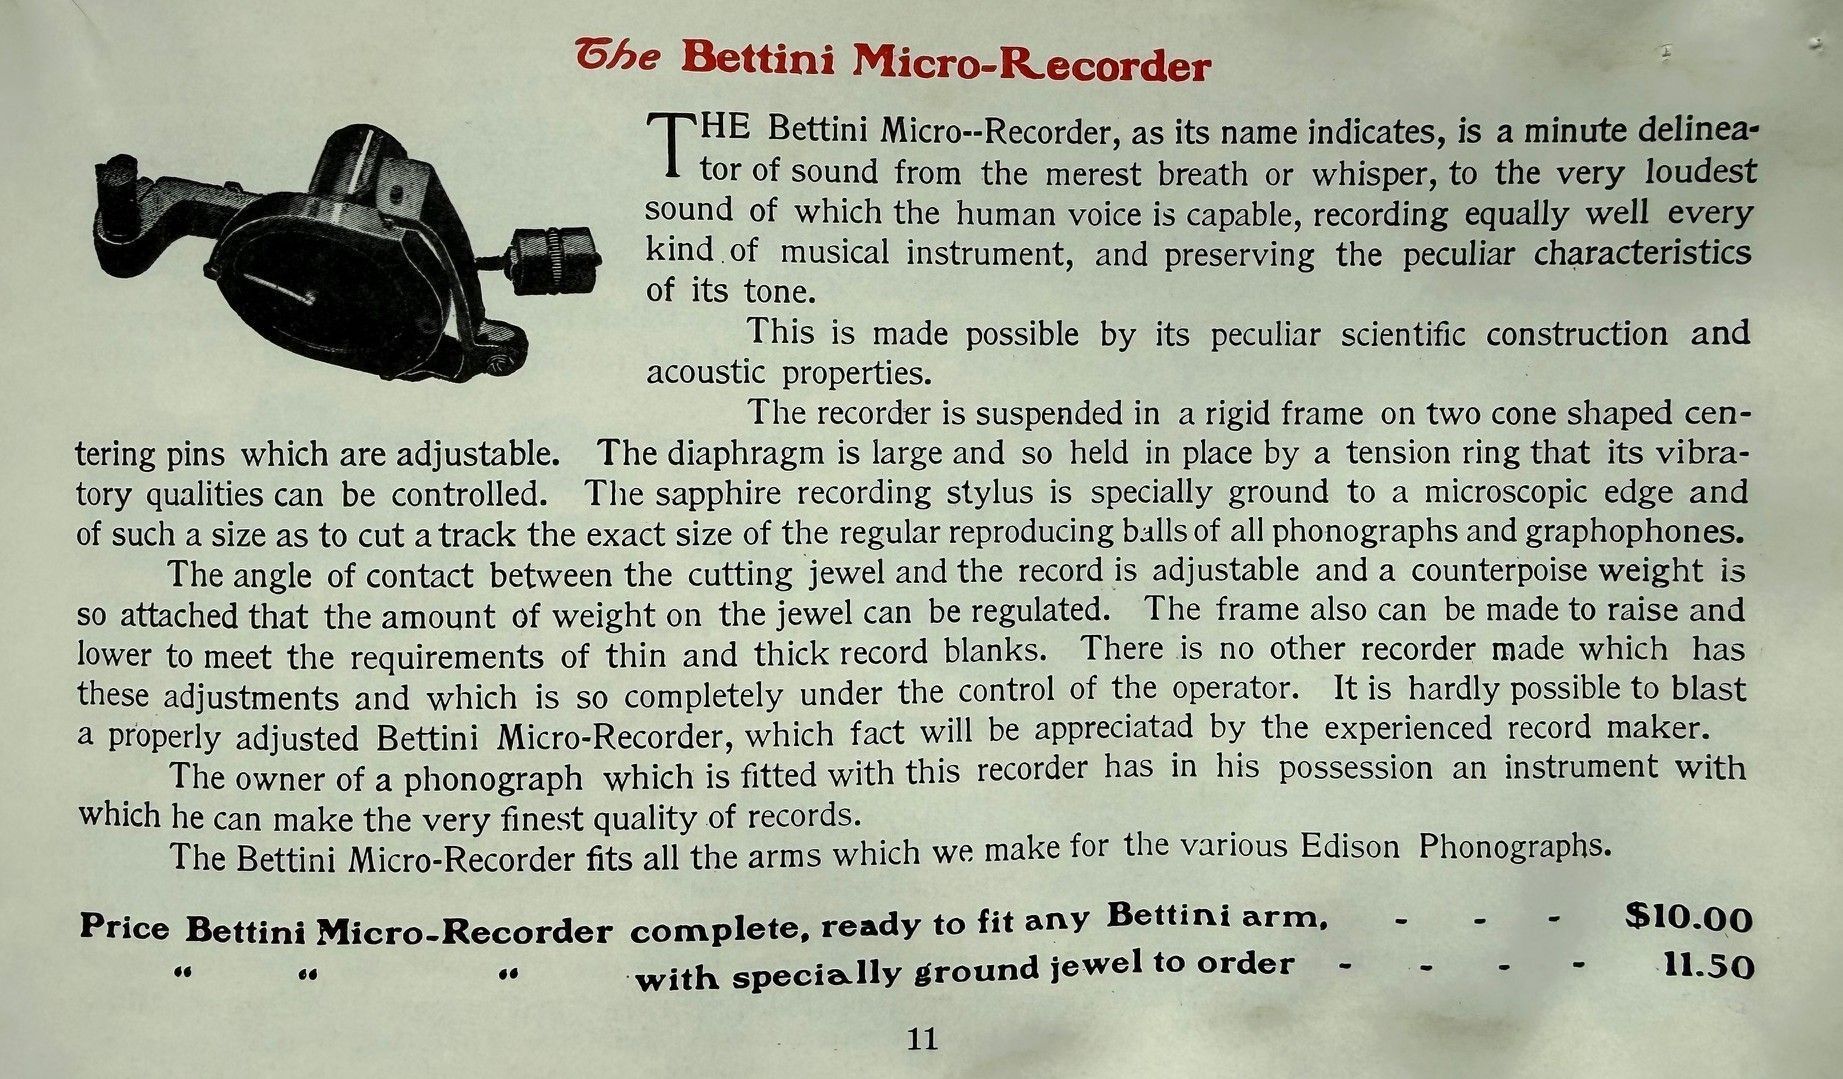 The Bettini Micro-Recorder
THE Bettini Micro--Recorder, as its name indicates, is a minute delinea-
tor of sound from the merest breath or whisper, to the very loudest
sound of which the human voice is capable, recording equally well every
kind of musical instrument, and preserving the peculiar characteristics
of its tone.
This is made possible by its peculiar scientific construction and
acoustic properties.
The recorder is suspended in a rigid frame on two cone shaped cen-
tering pins which are adjustable. The diaphragm is large and so held in place by a tension ring that its vibra-
tory qualities can be controlled. The sapphire recording stylus is specially ground to a microscopic edge and
of such a size as to cut a track the exact size of the regular reproducing balls of all phonographs and graphophones.
The angle of contact between the cutting jewel and the record is adjustable and a counterpoise weight is
so attached that the amount of weight on the jewel can be regulated. The frame also can be made to raise and
lower to meet the requirements of thin and thick record blanks. There is no other recorder made which has
these adjustments and which is so completely under the control of the operator. It is hardly possible to blast
a properly adjusted Bettini Micro-Recorder, which fact will be appreciatad by the experienced record maker.
The owner of a phonograph which is fitted with this recorder has in his possession an instrument with
which he can make the very finest quality of records.
The Bettini Micro-Recorder fits all the arms which we make for the various Edison Phonographs.
Price Bettini Micro-Recorder complete, ready to fit any Bettini arm, - - - $10.00
“ “ “ with specially ground jewel to order - - - - 11.50
11